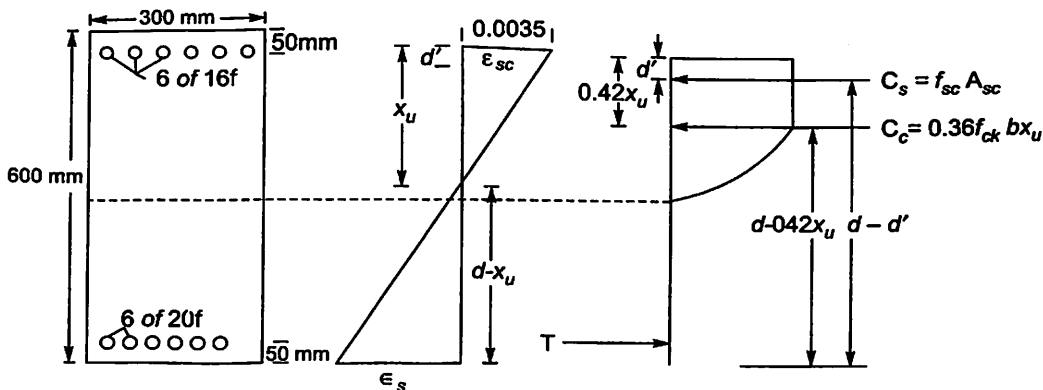 300 mm
50mm
6 of 16f
600 mm
6 of 20f
50 mm
0.0035
d'
ε_sc
x_u
d-x_u
∈_s
d'
0.42x_u
C_s = f_sc A_sc
C_c = 0.36f_ck bx_u
d-042x_u
d – d'
T